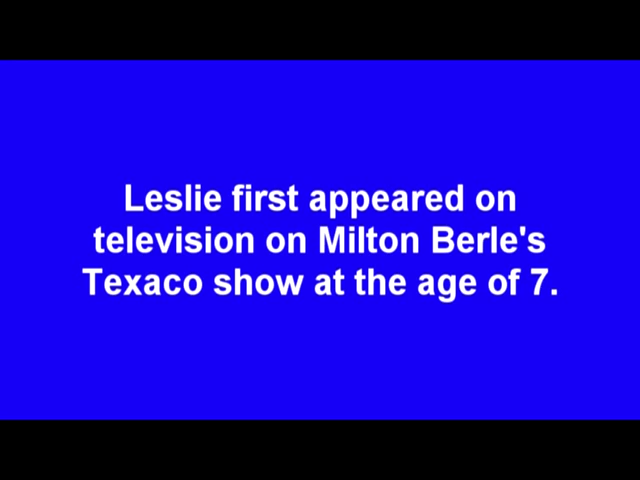 Leslie first appeared on
television on Milton Berle's
Texaco show at the age of 7.